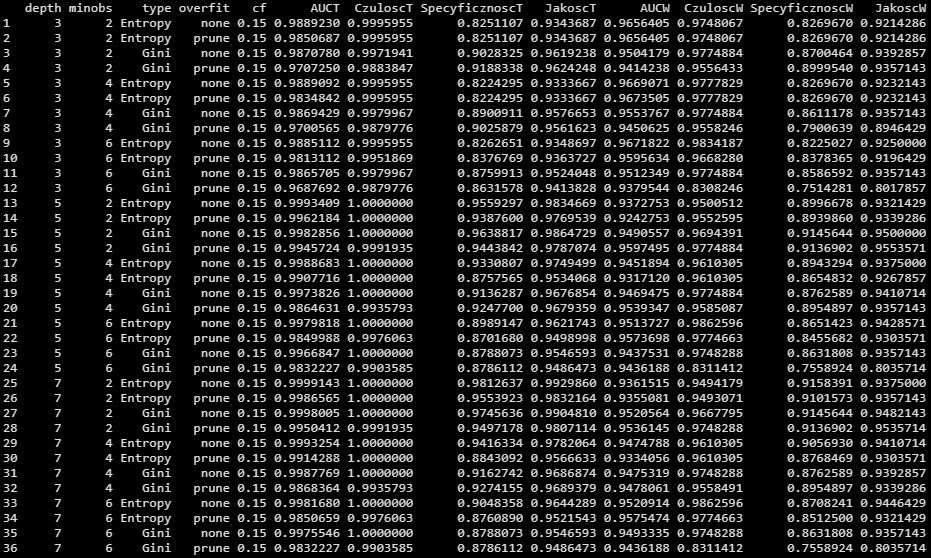 depth minobs type overfit cf AUCT CzuloscT SpecyficznoscT JakoscT AUCW CzuloscW SpecyficznoscW JakoscW
1 3 2 Entropy none 0.15 0.9889230 0.9995955 0.8251107 0.9343687 0.9656405 0.9748067 0.8269670 0.9214286
2 3 2 Entropy prune 0.15 0.9850687 0.9995955 0.8251107 0.9343687 0.9656405 0.9748067 0.8269670 0.9214286
3 3 2 Gini none 0.15 0.9870780 0.9971941 0.9028325 0.9619238 0.9504179 0.9774884 0.8700464 0.9392857
4 3 2 Gini prune 0.15 0.9707250 0.9883847 0.9188338 0.9624248 0.9414238 0.9556433 0.8999540 0.9357143
5 3 4 Entropy none 0.15 0.9889092 0.9995955 0.8224295 0.9333667 0.9669071 0.9777829 0.8269670 0.9232143
6 3 4 Entropy prune 0.15 0.9834842 0.9995955 0.8224295 0.9333667 0.9673505 0.9777829 0.8269670 0.9232143
7 3 4 Gini none 0.15 0.9869429 0.9979967 0.8900911 0.9576653 0.9553767 0.9774884 0.8611178 0.9357143
8 3 4 Gini prune 0.15 0.9700565 0.9879776 0.9025879 0.9561623 0.9450625 0.9558246 0.7900639 0.8946429
9 3 6 Entropy none 0.15 0.9885112 0.9995955 0.8262651 0.9348697 0.9671822 0.9834187 0.8225027 0.9250000
10 3 6 Entropy prune 0.15 0.9813112 0.9951869 0.8376769 0.9363727 0.9595634 0.9668280 0.8378365 0.9196429
11 3 6 Gini none 0.15 0.9865705 0.9979967 0.8759913 0.9524048 0.9512349 0.9774884 0.8586592 0.9357143
12 3 6 Gini prune 0.15 0.9687692 0.9879776 0.8631578 0.9413828 0.9379544 0.8308246 0.7514281 0.8017857
13 5 2 Entropy none 0.15 0.9993409 1.0000000 0.9559297 0.9834669 0.9372753 0.9500512 0.8996678 0.9321429
14 5 2 Entropy prune 0.15 0.9962184 1.0000000 0.9387600 0.9769539 0.9242753 0.9552595 0.8939860 0.9339286
15 5 2 Gini none 0.15 0.9982856 1.0000000 0.9638817 0.9864729 0.9490557 0.9694391 0.9145644 0.9500000
16 5 2 Gini prune 0.15 0.9945724 0.9991935 0.9443842 0.9787074 0.9597495 0.9774884 0.9136902 0.9553571
17 5 4 Entropy none 0.15 0.9988683 1.0000000 0.9330807 0.9749499 0.9451894 0.9610305 0.8943294 0.9375000
18 5 4 Entropy prune 0.15 0.9907716 1.0000000 0.8757565 0.9534068 0.9317120 0.9610305 0.8654832 0.9267857
19 5 4 Gini none 0.15 0.9973826 1.0000000 0.9136287 0.9676854 0.9469475 0.9774884 0.8762589 0.9410714
20 5 4 Gini prune 0.15 0.9864631 0.9935793 0.9247700 0.9679359 0.9539347 0.9585087 0.8954897 0.9357143
21 5 6 Entropy none 0.15 0.9979818 1.0000000 0.8989147 0.9621743 0.9513727 0.9862596 0.8651423 0.9428571
22 5 6 Entropy prune 0.15 0.9849988 0.9976063 0.8701680 0.9498998 0.9573698 0.9774663 0.8455682 0.9303571
23 5 6 Gini none 0.15 0.9966847 1.0000000 0.8788073 0.9546593 0.9437531 0.9748288 0.8631808 0.9357143
24 5 6 Gini prune 0.15 0.9832227 0.9903585 0.8786112 0.9486473 0.9436188 0.8311412 0.7558924 0.8035714
25 7 2 Entropy none 0.15 0.9999143 1.0000000 0.9812637 0.9929860 0.9361515 0.9494179 0.9158391 0.9375000
26 7 2 Entropy prune 0.15 0.9986565 1.0000000 0.9553923 0.9832164 0.9355081 0.9493071 0.9101573 0.9357143
27 7 2 Gini none 0.15 0.9998005 1.0000000 0.9745636 0.9904810 0.9520564 0.9667795 0.9145644 0.9482143
28 7 2 Gini prune 0.15 0.9950412 0.9991935 0.9497178 0.9807114 0.9536145 0.9748288 0.9136902 0.9535714
29 7 4 Entropy none 0.15 0.9993254 1.0000000 0.9416334 0.9782064 0.9474788 0.9610305 0.9056930 0.9410714
30 7 4 Entropy prune 0.15 0.9914288 1.0000000 0.8843092 0.9566633 0.9334056 0.9610305 0.8768469 0.9303571
31 7 4 Gini none 0.15 0.9987769 1.0000000 0.9162742 0.9686874 0.9475319 0.9748288 0.8762589 0.9392857
32 7 4 Gini prune 0.15 0.9868364 0.9935793 0.9274155 0.9689379 0.9478061 0.9558491 0.8954897 0.9339286
33 7 6 Entropy none 0.15 0.9981680 1.0000000 0.9048358 0.9644289 0.9520914 0.9862596 0.8708241 0.9446429
34 7 6 Entropy prune 0.15 0.9850659 0.9976063 0.8760890 0.9521543 0.9575474 0.9774663 0.8512500 0.9321429
35 7 6 Gini none 0.15 0.9975546 1.0000000 0.8788073 0.9546593 0.9493335 0.9748288 0.8631808 0.9357143
36 7 6 Gini prune 0.15 0.9832227 0.9903585 0.8786112 0.9486473 0.9436188 0.8311412 0.7558924 0.8035714